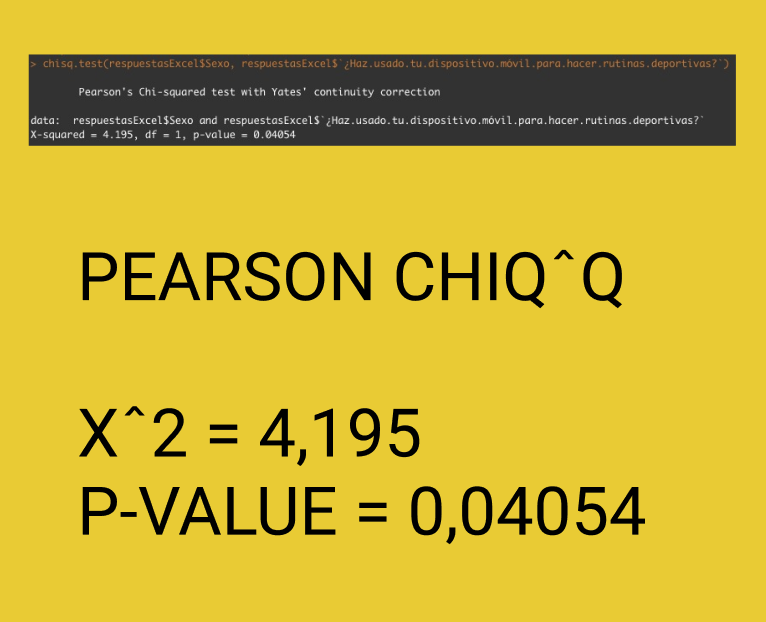 > chisq.test(respuestasExcel$Sexo, respuestasExcel$`¿Haz.usado.tu.dispositivo.móvil.para.hacer.rutinas.deportivas?`)
Pearson's Chi-squared test with Yates' continuity correction
data:  respuestasExcel$Sexo and respuestasExcel$`¿Haz.usado.tu.dispositivo.móvil.para.hacer.rutinas.deportivas?`
X-squared = 4.195, df = 1, p-value = 0.04054
PEARSON CHIQ^Q
X^2 = 4,195
P-VALUE = 0,04054